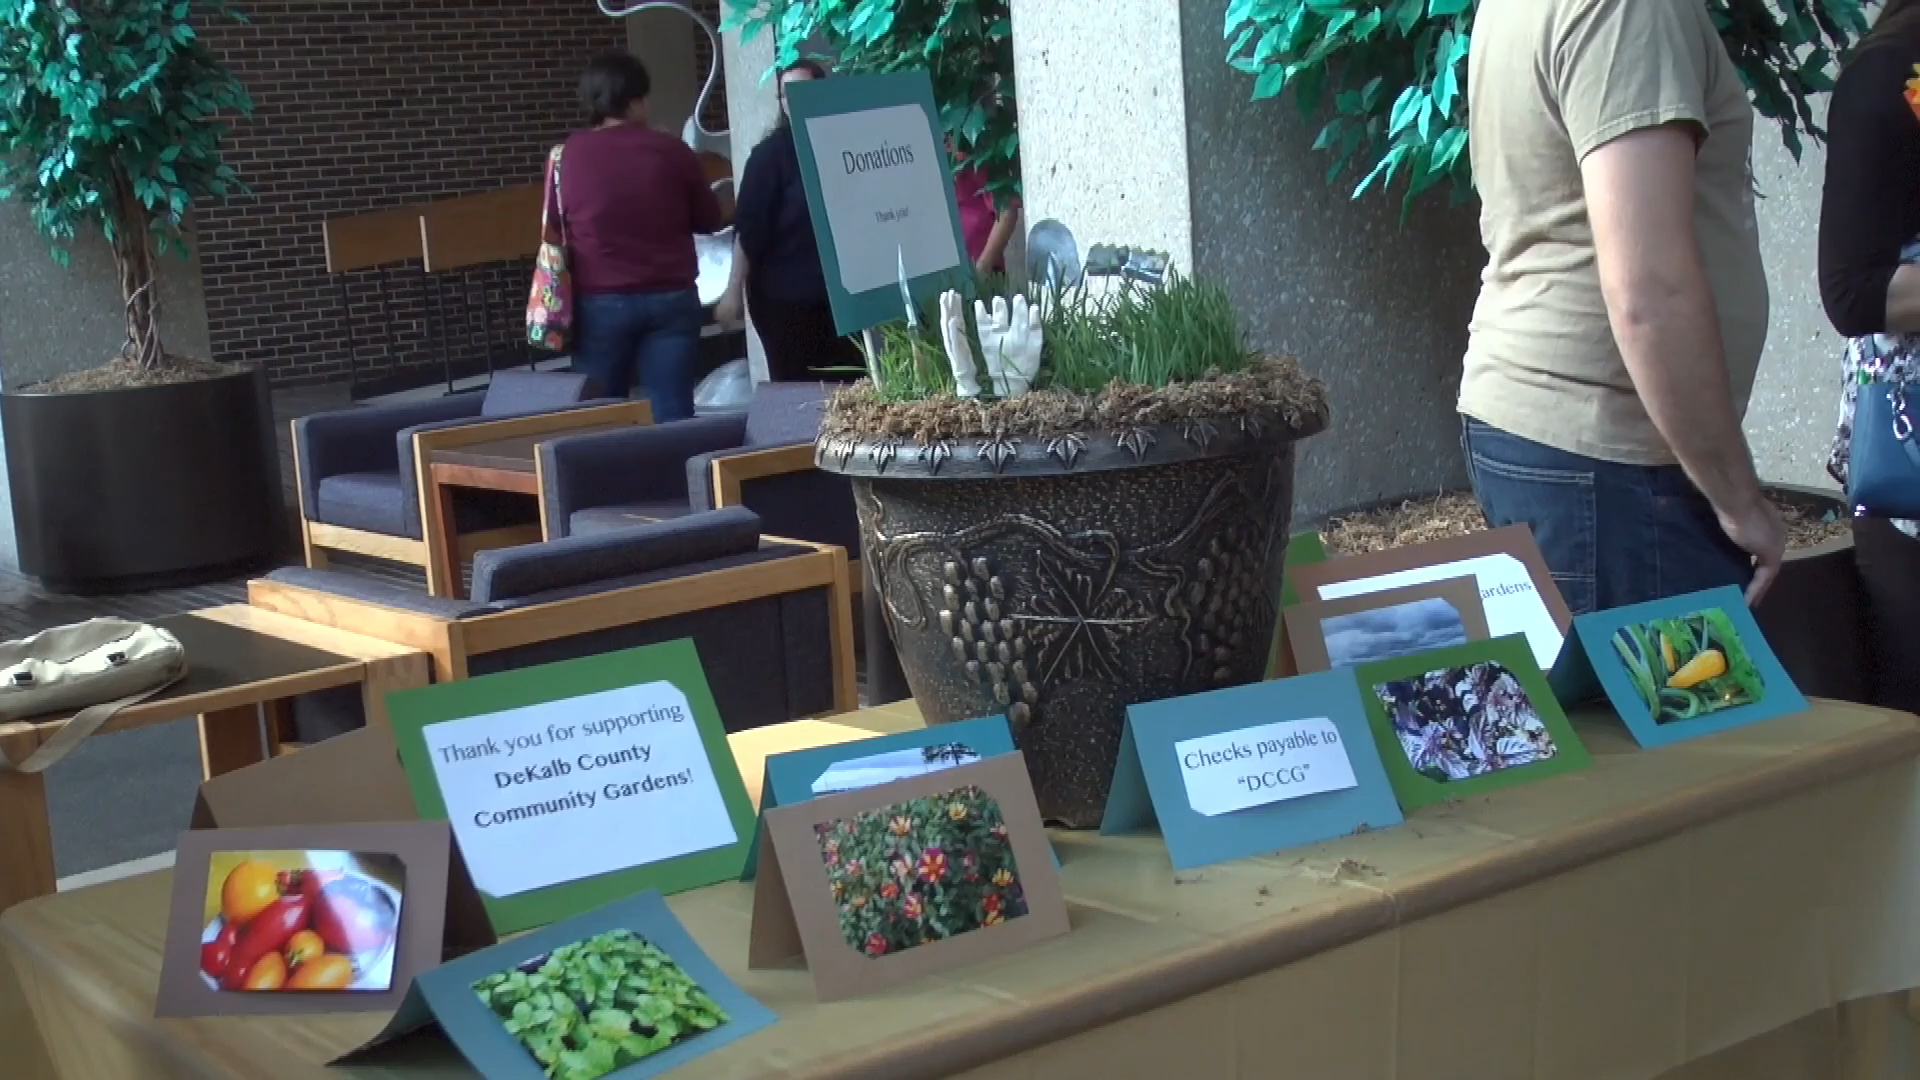 Donations
Thank you!
ardens
Thank you for supporting
DeKalb County
Community Gardens!
Checks payable to
“DCCG”